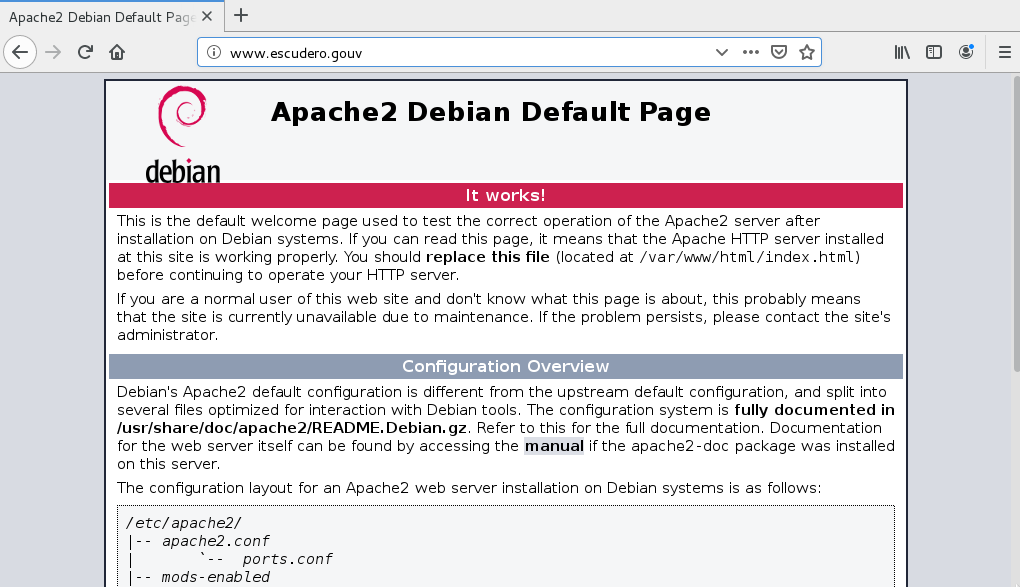 Apache2 Debian Default Page
www.escudero.gouv
debian
Apache2 Debian Default Page
It works!
This is the default welcome page used to test the correct operation of the Apache2 server after
installation on Debian systems. If you can read this page, it means that the Apache HTTP server installed
at this site is working properly. You should replace this file (located at /var/www/html/index.html)
before continuing to operate your HTTP server.
If you are a normal user of this web site and don't know what this page is about, this probably means
that the site is currently unavailable due to maintenance. If the problem persists, please contact the site's
administrator.
Configuration Overview
Debian's Apache2 default configuration is different from the upstream default configuration, and split into
several files optimized for interaction with Debian tools. The configuration system is fully documented in
/usr/share/doc/apache2/README.Debian.gz. Refer to this for the full documentation. Documentation
for the web server itself can be found by accessing the manual if the apache2-doc package was installed
on this server.
The configuration layout for an Apache2 web server installation on Debian systems is as follows:
/etc/apache2/
|-- apache2.conf
|       `--  ports.conf
|-- mods-enabled